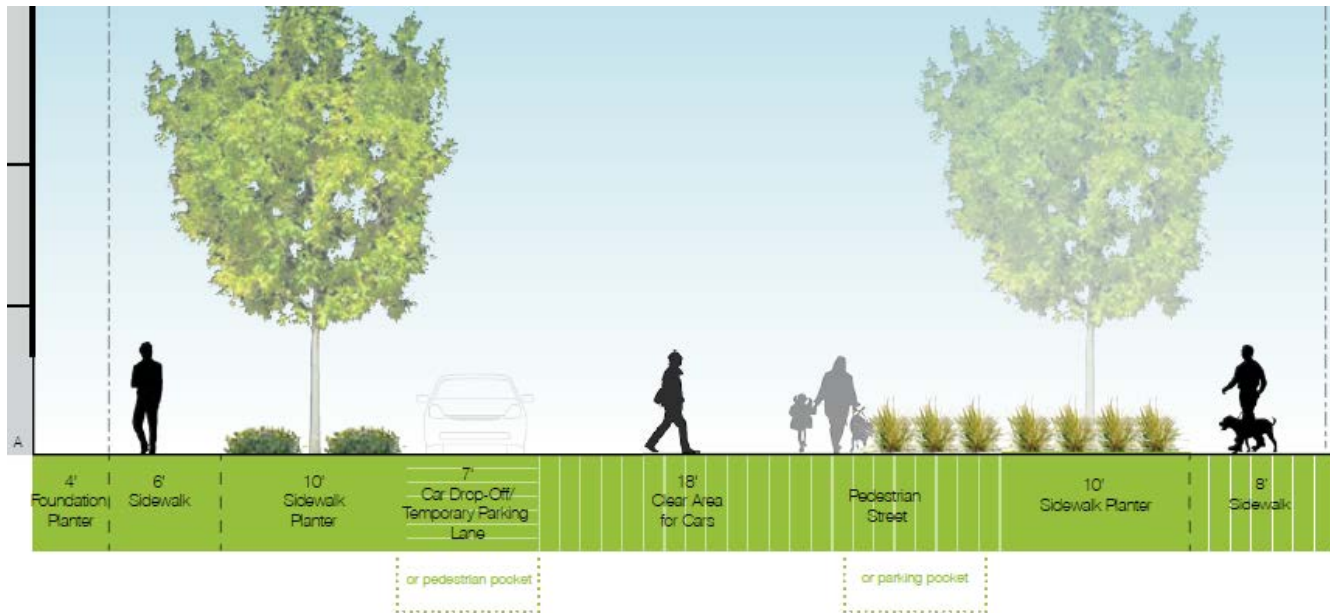 A
4'
Foundation
Planter
6'
Sidewalk
10'
Sidewalk
Planter
7'
Car Drop-Off/
Temporary Parking
Lane
18'
Clear Area
for Cars
Pedestrian
Street
10'
Sidewalk Planter
8'
Sidewalk
or pedestrian pocket
or parking pocket